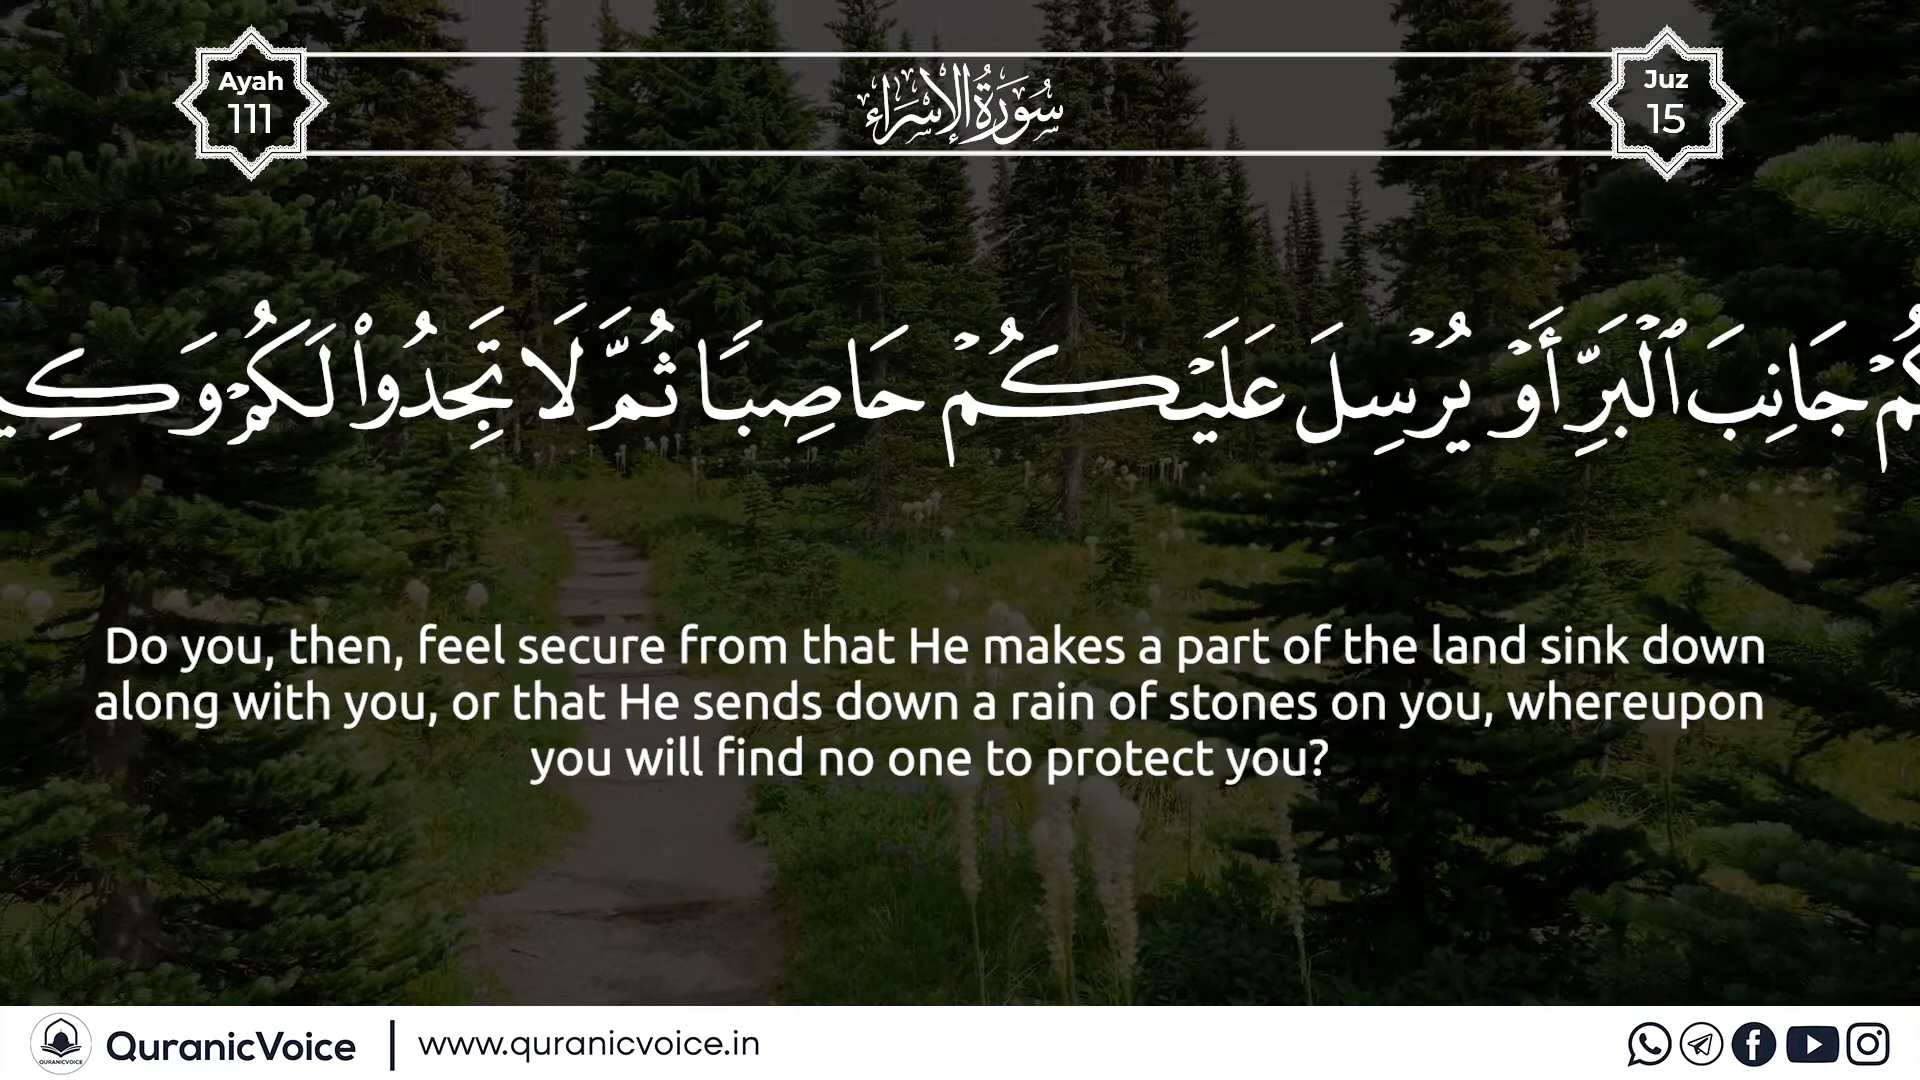 Ayah
111
سُورَةُ الإِسْرَاء
Juz
15
جَانِبَ ٱلْبَرِّ أَوْ يُرْسِلَ عَلَيْكُمْ حَاصِبًا ثُمَّ لَا تَجِدُوا۟ لَكُمْ
Do you, then, feel secure from that He makes a part of the land sink down
along with you, or that He sends down a rain of stones on you, whereupon
you will find no one to protect you?
QURANICVOICE
QuranicVoice | www.quranicvoice.in